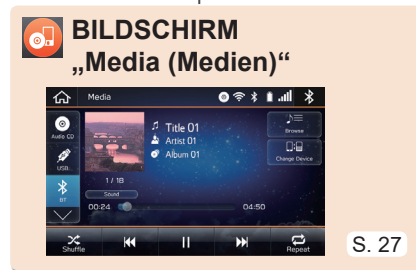 BILDSCHIRM
„Media (Medien)“
Media
Audio CD
USB
BT
Title 01
Artist 01
Album 01
1 / 18
Sound
00:24
04:50
Browse
Change Device
Shuffle
Repeat
S. 27